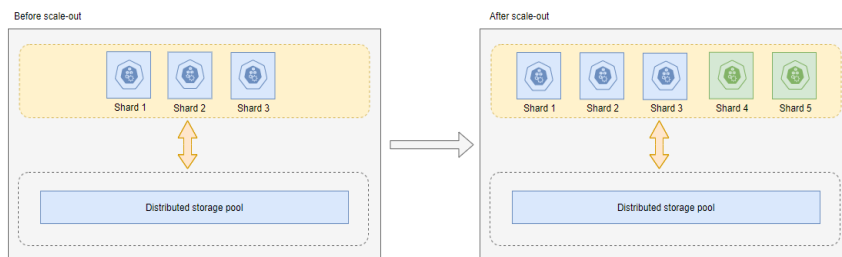 Before scale-out
Shard 1
Shard 2
Shard 3
Distributed storage pool
After scale-out
Shard 1
Shard 2
Shard 3
Shard 4
Shard 5
Distributed storage pool